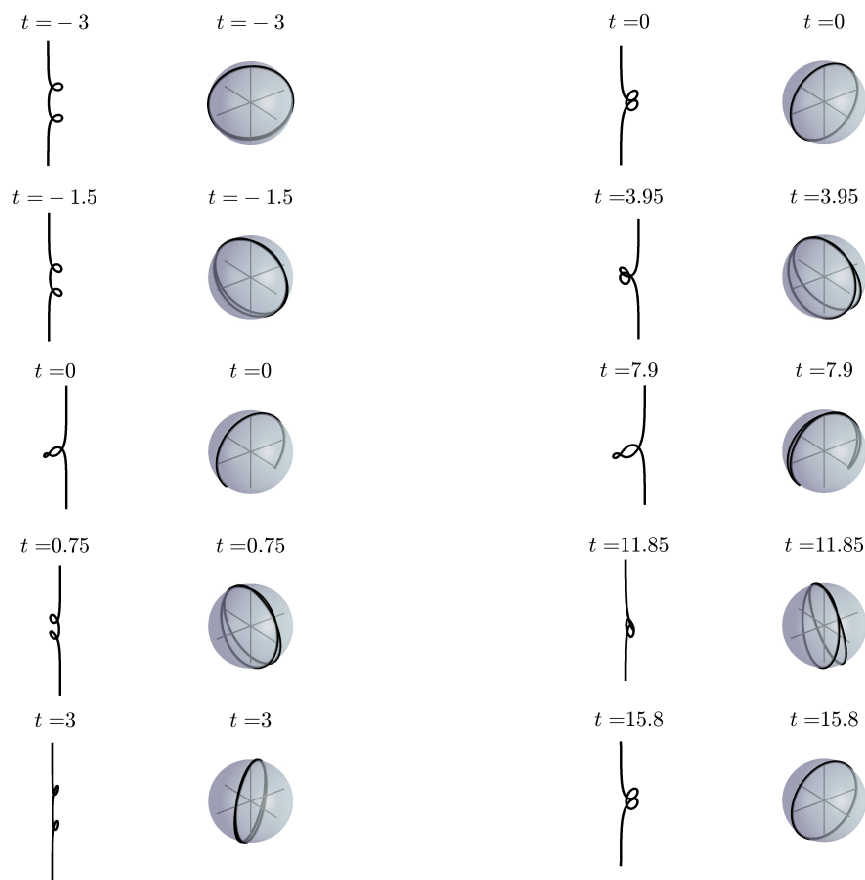 t = − 3 t = − 3 t =0 t =0
t = − 1.5 t = − 1.5 t =3.95 t =3.95
t =0 t =0 t =7.9 t =7.9
t =0.75 t =0.75 t =11.85 t =11.85
t =3 t =3 t =15.8 t =15.8